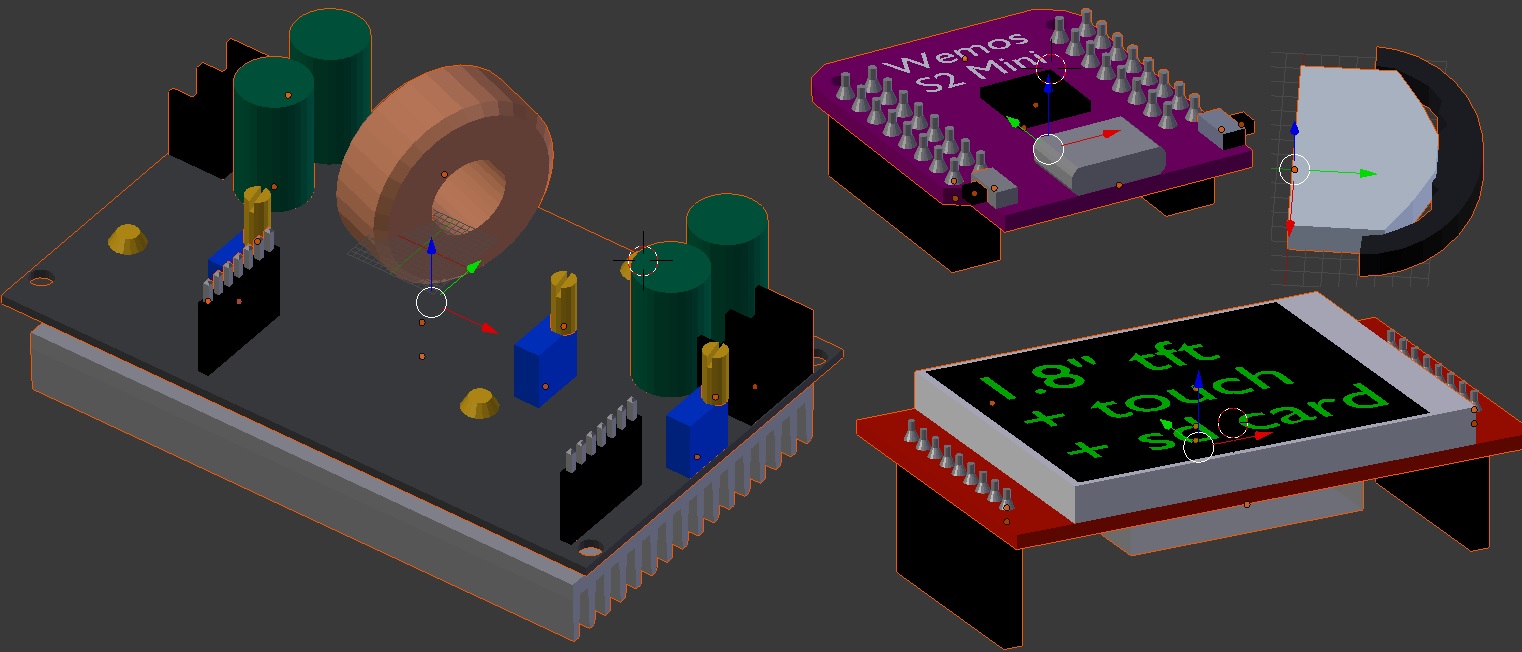 Wemos
S2 Mini
1.8" tft
+ touch
+ sd card